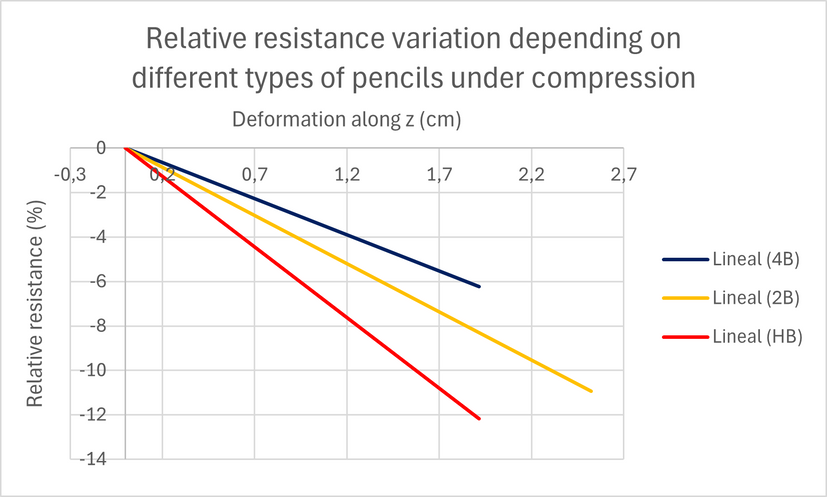 Relative resistance variation depending on
different types of pencils under compression
Deformation along z (cm)
0
-0,3 0,2 0,7 1,2 1,7 2,2 2,7
-2
-4
-6
-8
-10
-12
-14
Relative resistance (%)
Lineal (4B)
Lineal (2B)
Lineal (HB)